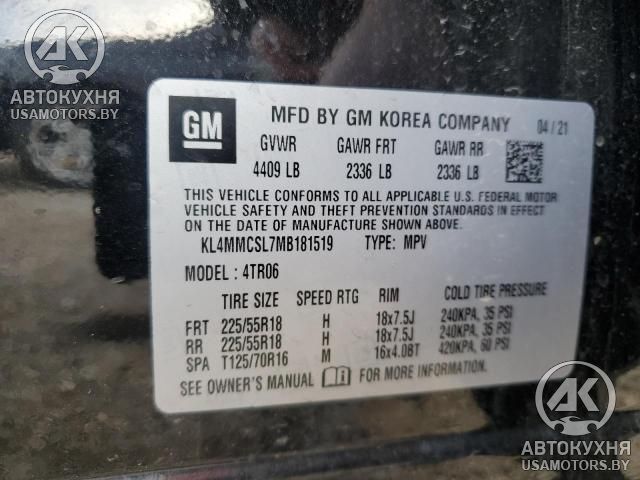 АК
АВТОКУХНЯ
USAMOTORS.BY
GM
MFD BY GM KOREA COMPANY 04/21
GVWR GAWR FRT GAWR RR
4409 LB 2336 LB 2336 LB
THIS VEHICLE CONFORMS TO ALL APPLICABLE U.S. FEDERAL MOTOR
VEHICLE SAFETY AND THEFT PREVENTION STANDARDS IN EFFECT
ON THE DATE OF MANUFACTURE SHOWN ABOVE.
KL4MMCSL7MB181519 TYPE: MPV
MODEL: 4TR06
TIRE SIZE SPEED RTG RIM COLD TIRE PRESSURE
FRT 225/55R18 H 18x7.5J 240KPA, 35 PSI
RR 225/55R18 H 18x7.5J 240KPA, 35 PSI
SPA T125/70R16 M 16x4.0BT 420KPA, 60 PSI
SEE OWNER'S MANUAL FOR MORE INFORMATION.
АК
АВТОКУХНЯ
USAMOTORS.BY